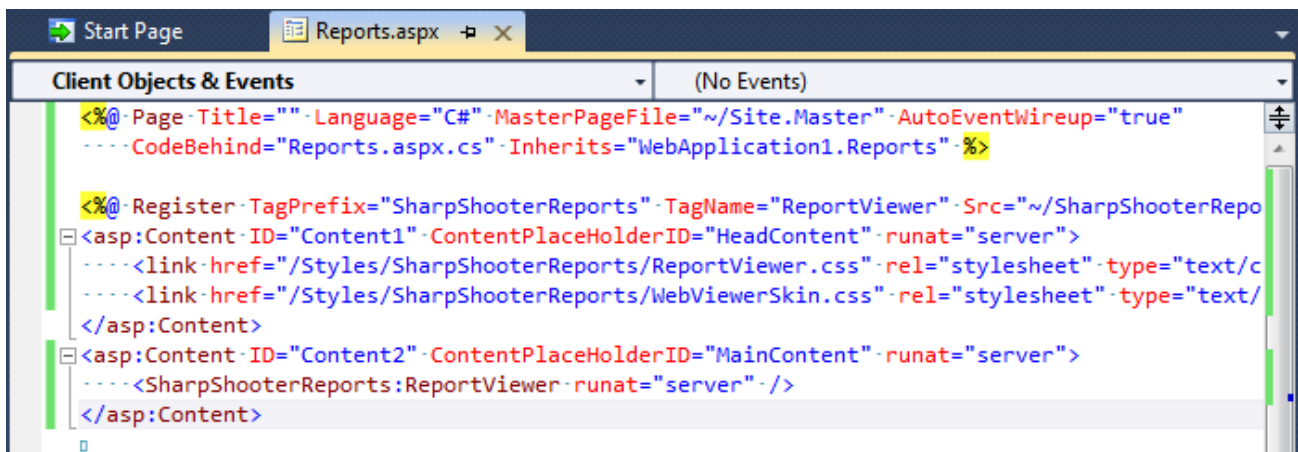 Start Page Reports.aspx
Client Objects & Events (No Events)
<%@ Page Title="" Language="C#" MasterPageFile="~/Site.Master" AutoEventWireup="true"
    CodeBehind="Reports.aspx.cs" Inherits="WebApplication1.Reports" %>
<%@ Register TagPrefix="SharpShooterReports" TagName="ReportViewer" Src="~/SharpShooterRepo
<asp:Content ID="Content1" ContentPlaceHolderID="HeadContent" runat="server">
    <link href="/Styles/SharpShooterReports/ReportViewer.css" rel="stylesheet" type="text/c
    <link href="/Styles/SharpShooterReports/WebViewerSkin.css" rel="stylesheet" type="text/
</asp:Content>
<asp:Content ID="Content2" ContentPlaceHolderID="MainContent" runat="server">
    <SharpShooterReports:ReportViewer runat="server" />
</asp:Content>